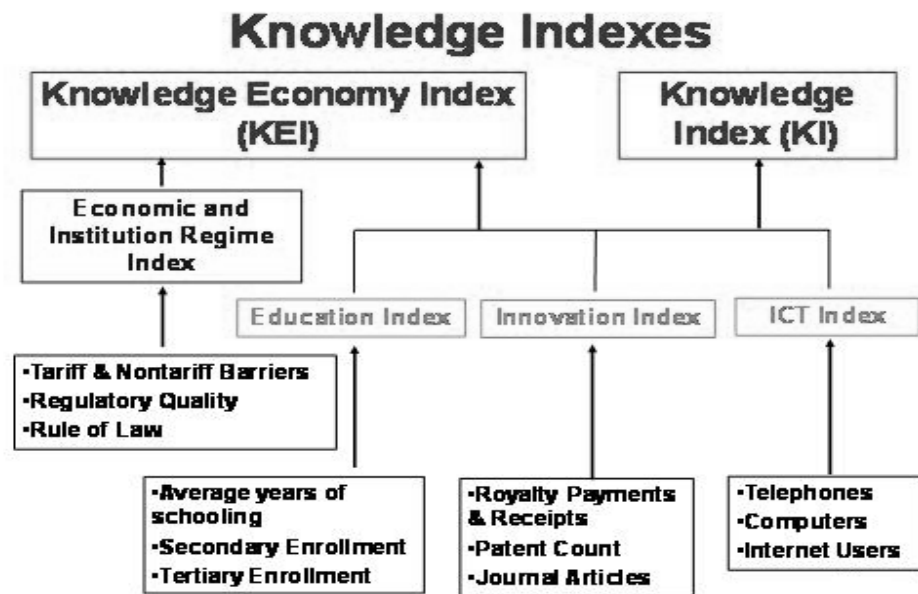 Knowledge Indexes
Knowledge Economy Index
(KEI)
Knowledge
Index (KI)
Economic and
Institution Regime
Index
Education Index
Innovation Index
ICT Index
•Tariff & Nontariff Barriers
•Regulatory Quality
•Rule of Law
•Average years of
schooling
•Secondary Enrollment
•Tertiary Enrollment
•Royalty Payments
& Receipts
•Patent Count
•Journal Articles
•Telephones
•Computers
•Internet Users